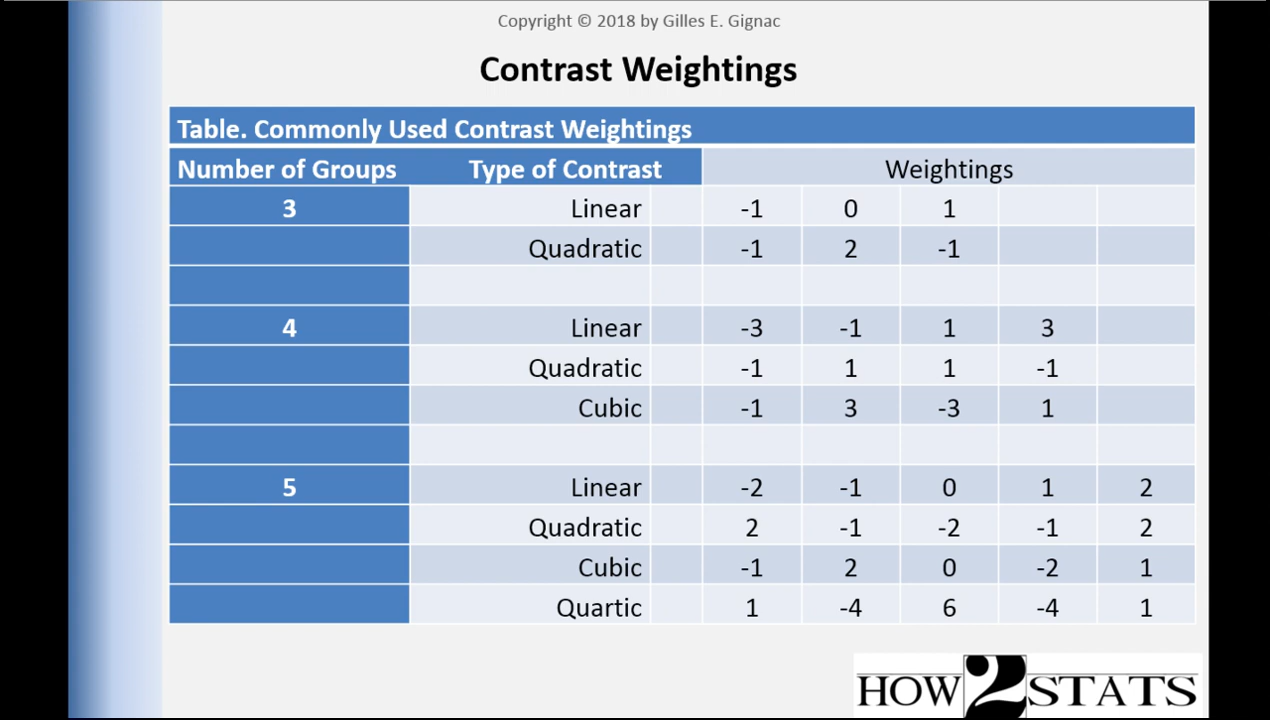 Copyright © 2018 by Gilles E. Gignac
Contrast Weightings
Table. Commonly Used Contrast Weightings
Number of Groups Type of Contrast Weightings
3 Linear -1 0 1
Quadratic -1 2 -1
4 Linear -3 -1 1 3
Quadratic -1 1 1 -1
Cubic -1 3 -3 1
5 Linear -2 -1 0 1 2
Quadratic 2 -1 -2 -1 2
Cubic -1 2 0 -2 1
Quartic 1 -4 6 -4 1
HOW2STATS